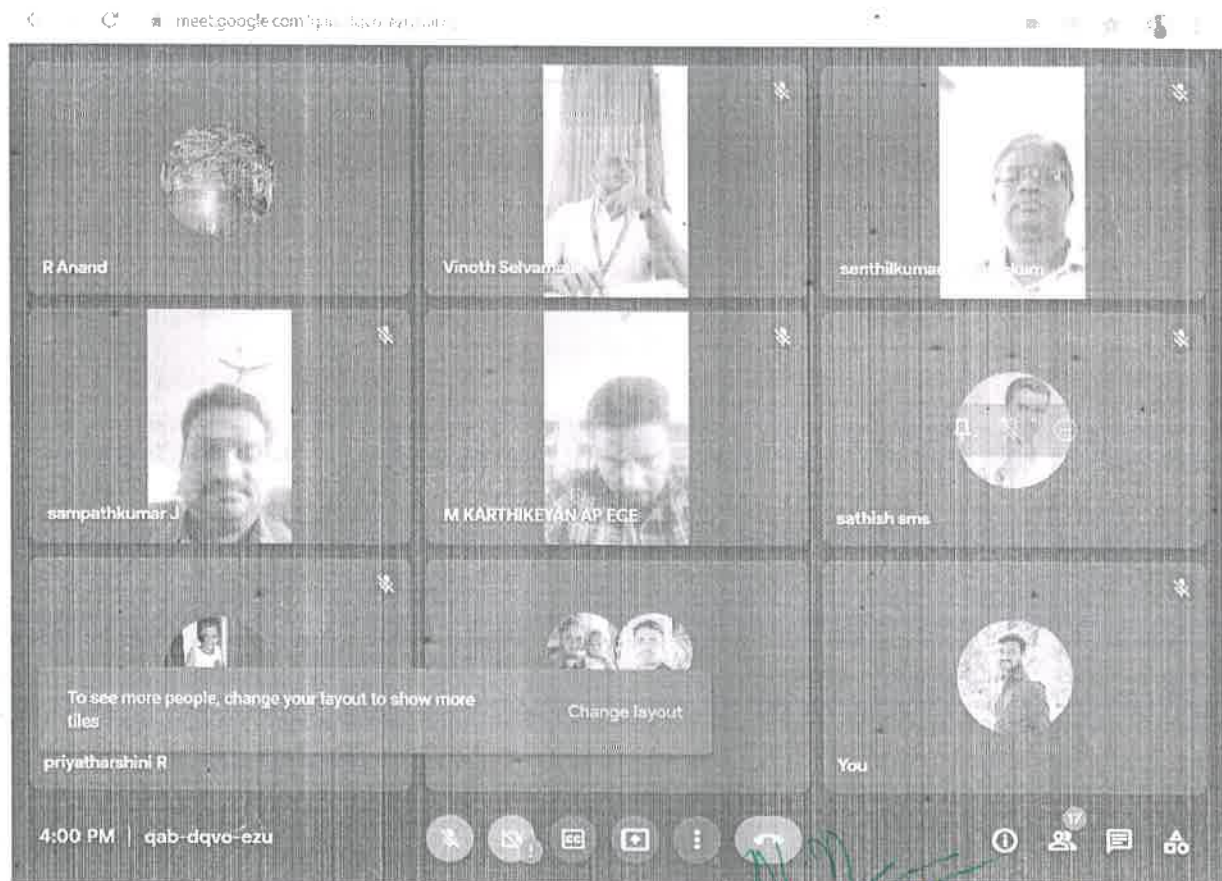 meet.google.com
R Anand
Vinoth
sampathkumar J
M KARTHIKEYAN AP ECE
sathish sms
To see more people, change your layout to show more
tiles
Change layout
priyatharshini R
You
4:00 PM | qab-dqvo-ezu
CC
17